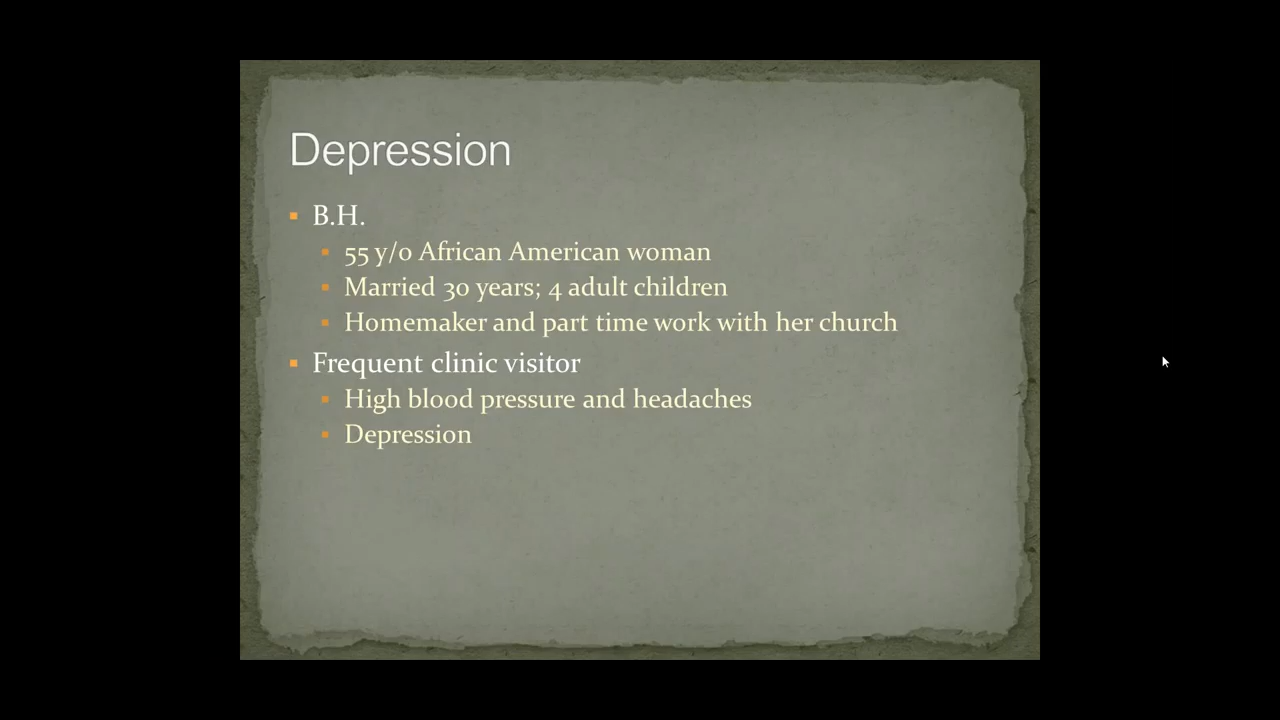 Depression
B.H.
55 y/o African American woman
Married 30 years; 4 adult children
Homemaker and part time work with her church
Frequent clinic visitor
High blood pressure and headaches
Depression